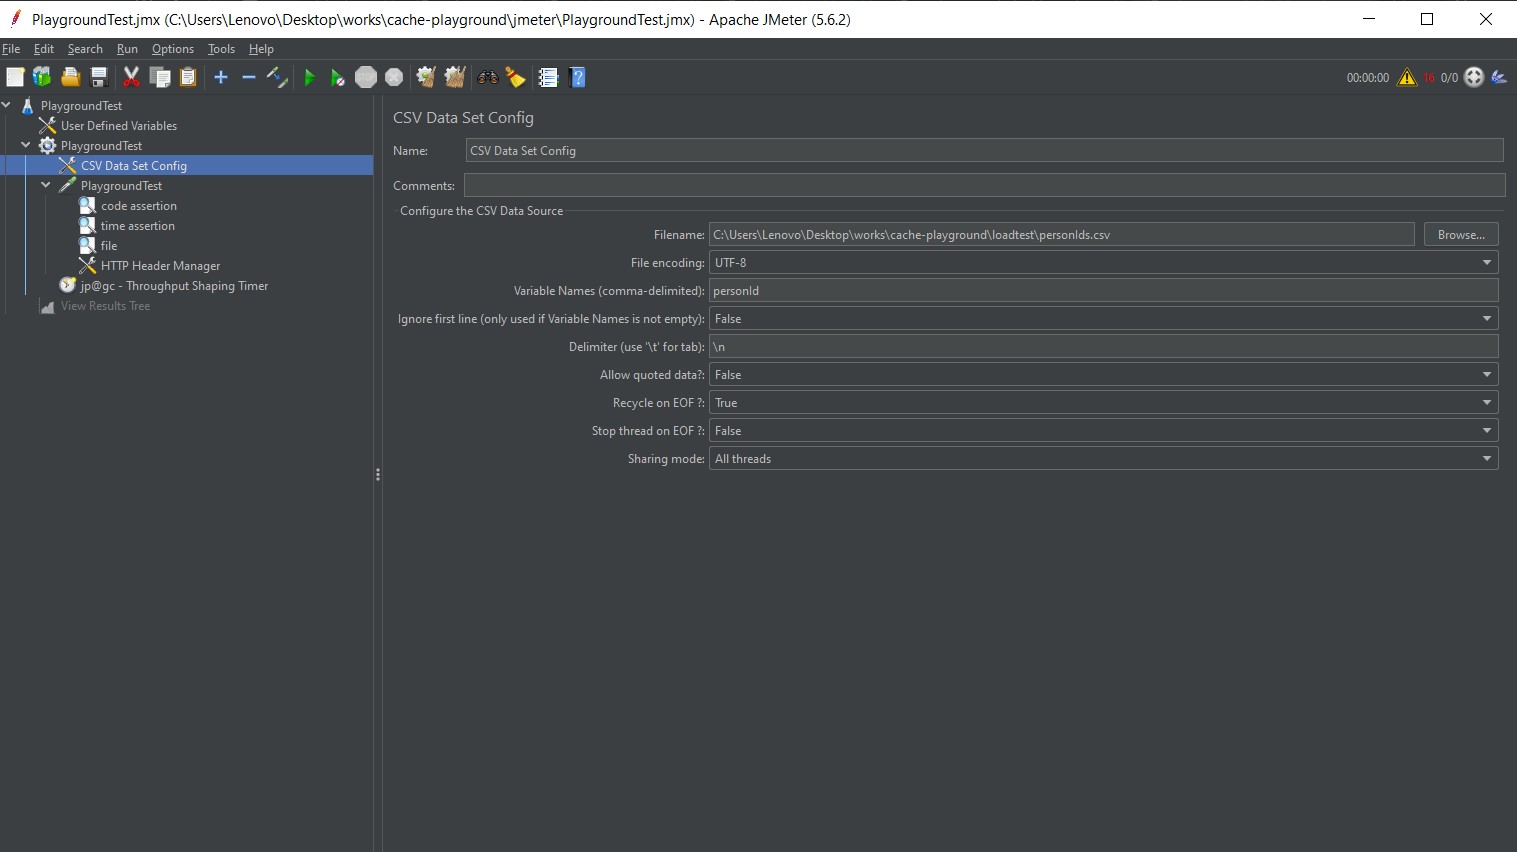 PlaygroundTest.jmx (C:\Users\Lenovo\Desktop\works\cache-playground\jmeter\PlaygroundTest.jmx) - Apache JMeter (5.6.2)
File Edit Search Run Options Tools Help
00:00:00 16 0/0
PlaygroundTest
User Defined Variables
PlaygroundTest
CSV Data Set Config
PlaygroundTest
code assertion
time assertion
file
HTTP Header Manager
jp@gc - Throughput Shaping Timer
View Results Tree
CSV Data Set Config
Name: CSV Data Set Config
Comments:
Configure the CSV Data Source
Filename: C:\Users\Lenovo\Desktop\works\cache-playground\loadtest\personIds.csv Browse...
File encoding: UTF-8
Variable Names (comma-delimited): personId
Ignore first line (only used if Variable Names is not empty): False
Delimiter (use '\t' for tab): \n
Allow quoted data?: False
Recycle on EOF ?: True
Stop thread on EOF ?: False
Sharing mode: All threads